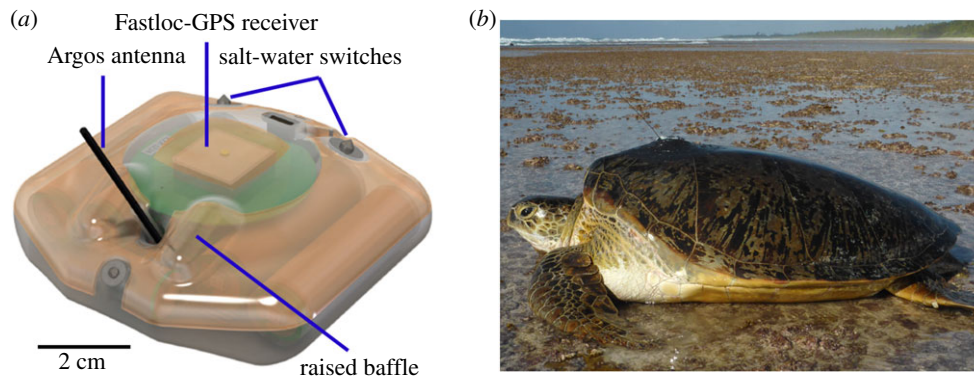 (a)
Fastloc-GPS receiver
Argos antenna
salt-water switches
raised baffle
2 cm
(b)